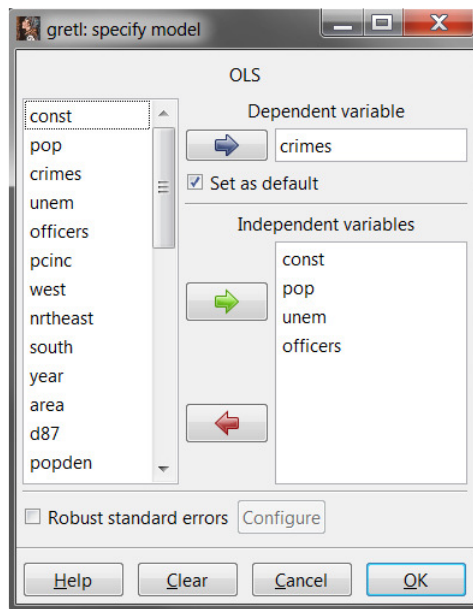 gretl: specify model
OLS
const
pop
crimes
unem
officers
pcinc
west
nrtheast
south
year
area
d87
popden
Dependent variable
crimes
Set as default
Independent variables
const
pop
unem
officers
Robust standard errors Configure
Help Clear Cancel OK